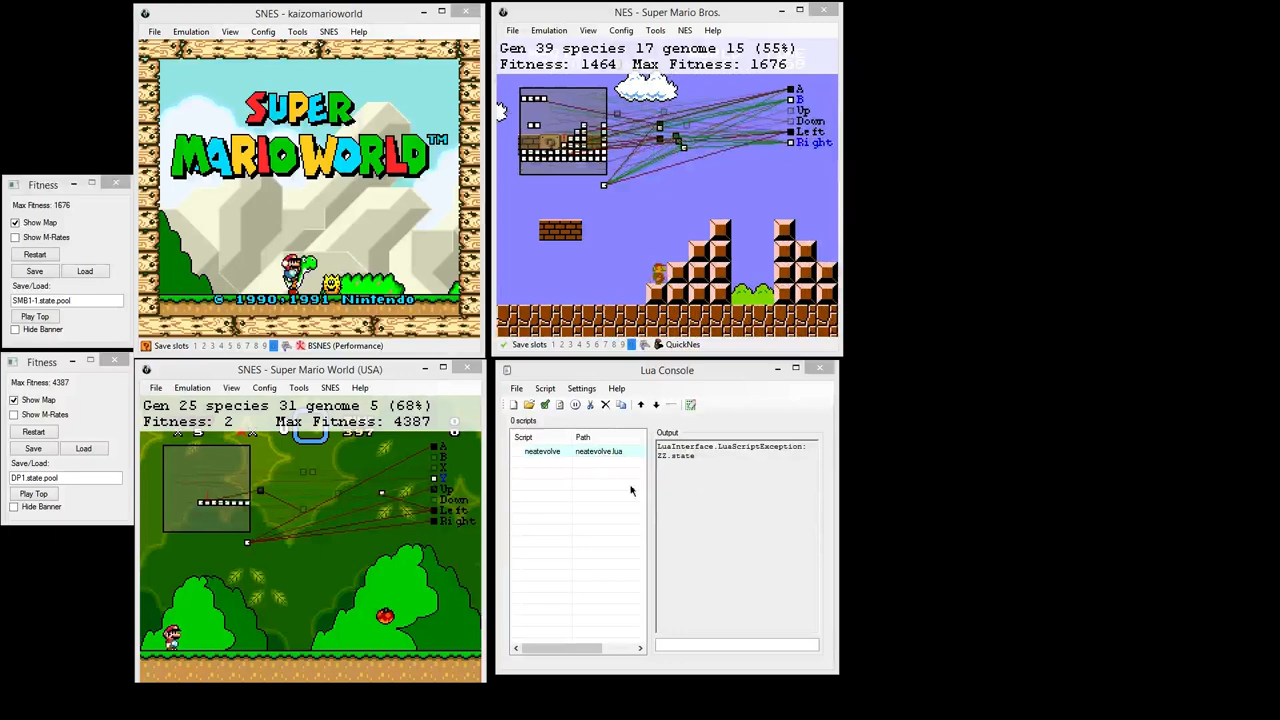 SNES - kaizomarioworld
File Emulation View Config Tools SNES Help
SUPER
MARIO WORLD™
© 1990,1991 Nintendo
Save slots 1 2 3 4 5 6 7 8 9 BSNES (Performance)
NES - Super Mario Bros.
File Emulation View Config Tools NES Help
Gen 39 species 17 genome 15 (55%)
Fitness: 1464 Max Fitness: 1676
A
B
Up
Down
Left
Right
Save slots 1 2 3 4 5 6 7 8 9 QuickNes
Fitness
Max Fitness: 1676
Show Map
Show M-Rates
Restart
Save Load
Save/Load:
SMB1-1.state.pool
Play Top
Hide Banner
Fitness
Max Fitness: 4387
Show Map
Show M-Rates
Restart
Save Load
Save/Load:
DP1.state.pool
Play Top
Hide Banner
SNES - Super Mario World (USA)
File Emulation View Config Tools SNES Help
Gen 25 species 31 genome 5 (68%)
Fitness: 2 Max Fitness: 4387
A
B
X
Y
Up
Down
Left
Right
Lua Console
File Script Settings Help
0 scripts
Script Path
neatevolve neatevolve.lua
Output
LuaInterface.LuaScriptException:
ZZ.state